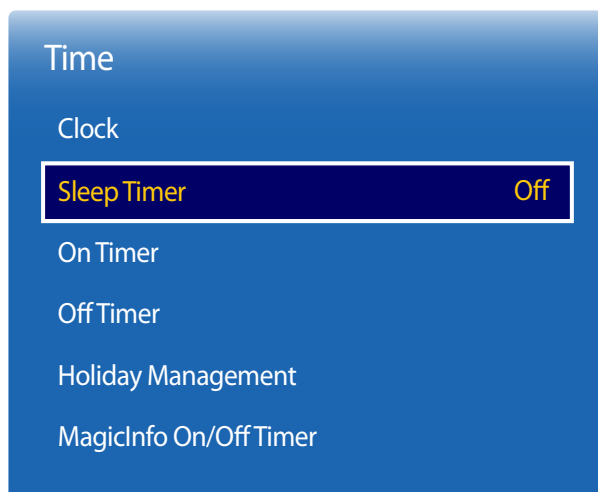 Time
Clock
Sleep Timer Off
On Timer
Off Timer
Holiday Management
MagicInfo On/Off Timer